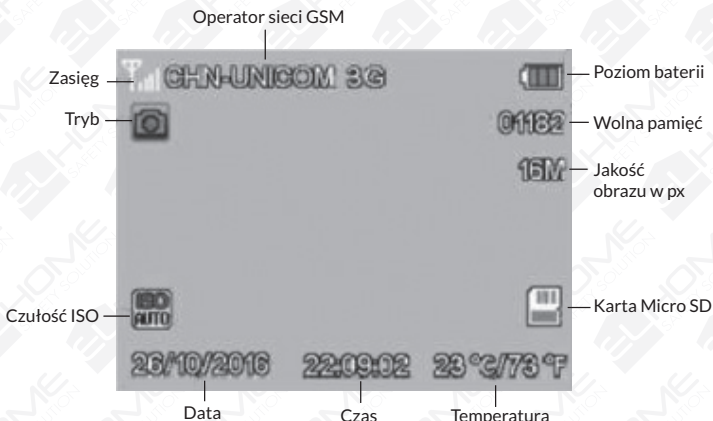 Operator sieci GSM
Zasięg
CHN-UNICOM 3G
Poziom baterii
Tryb
01182
Wolna pamięć
16M
Jakość
obrazu w px
Czułość ISO
ISO
AUTO
Karta Micro SD
26/10/2016 22:09:02 23 °C/73 °F
Data Czas Temperatura